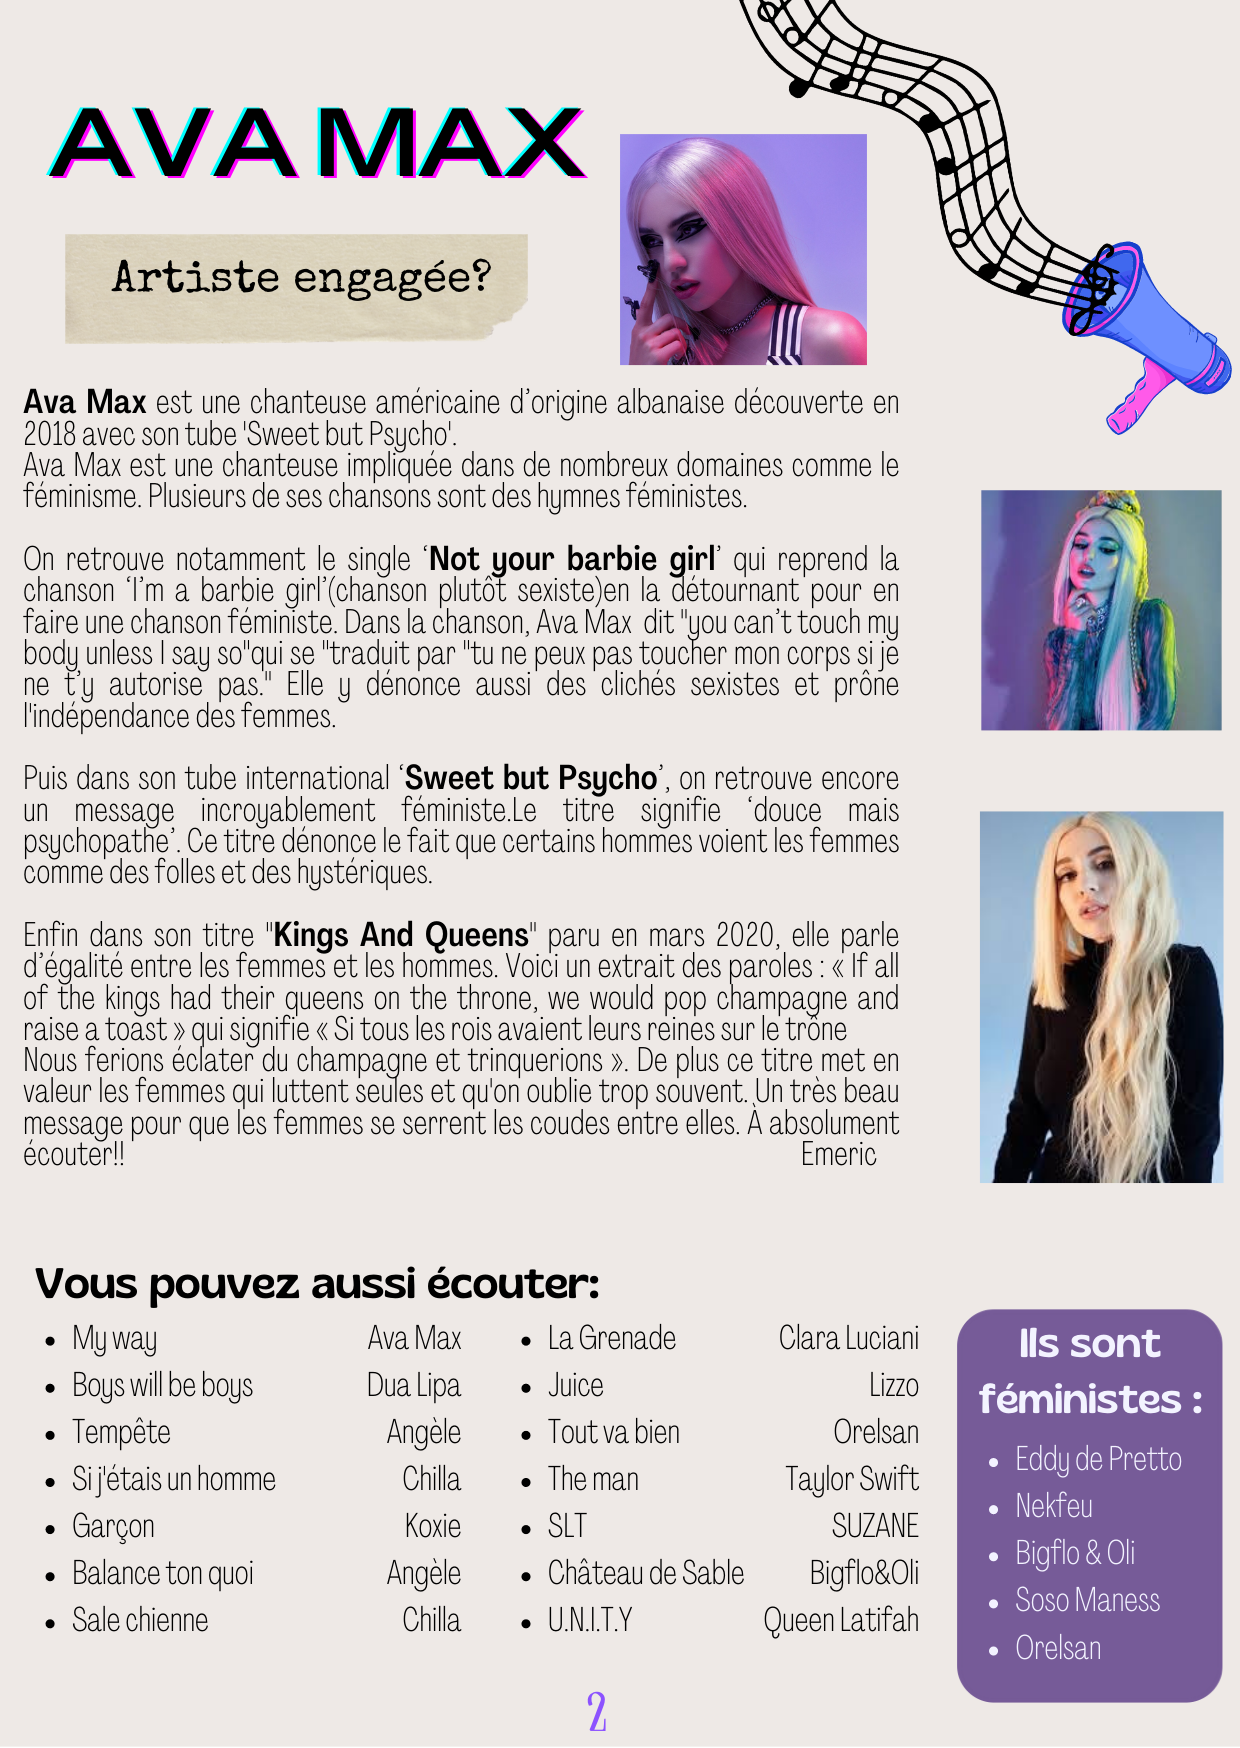 AVA MAX
Artiste engagée?
Ava Max est une chanteuse américaine d’origine albanaise découverte en
2018 avec son tube 'Sweet but Psycho'.
Ava Max est une chanteuse impliquée dans de nombreux domaines comme le
féminisme. Plusieurs de ses chansons sont des hymnes féministes.
On retrouve notamment le single ‘Not your barbie girl’ qui reprend la
chanson ‘I’m a barbie girl’(chanson plutôt sexiste)en la détournant pour en
faire une chanson féministe. Dans la chanson, Ava Max dit "you can’t touch my
body unless I say so"qui se "traduit par "tu ne peux pas toucher mon corps si je
ne t’y autorise pas." Elle y dénonce aussi des clichés sexistes et prône
l'indépendance des femmes.
Puis dans son tube international ‘Sweet but Psycho’, on retrouve encore
un message incroyablement féministe.Le titre signifie ‘douce mais
psychopathe’. Ce titre dénonce le fait que certains hommes voient les femmes
comme des folles et des hystériques.
Enfin dans son titre "Kings And Queens" paru en mars 2020, elle parle
d’égalité entre les femmes et les hommes. Voici un extrait des paroles : « If all
of the kings had their queens on the throne, we would pop champagne and
raise a toast » qui signifie « Si tous les rois avaient leurs reines sur le trône
Nous ferions éclater du champagne et trinquerions ». De plus ce titre met en
valeur les femmes qui luttent seules et qu'on oublie trop souvent. Un très beau
message pour que les femmes se serrent les coudes entre elles. À absolument
écouter!! Emeric
Vous pouvez aussi écouter:
• My way Ava Max
• Boys will be boys Dua Lipa
• Tempête Angèle
• Si j'étais un homme Chilla
• Garçon Koxie
• Balance ton quoi Angèle
• Sale chienne Chilla
• La Grenade Clara Luciani
• Juice Lizzo
• Tout va bien Orelsan
• The man Taylor Swift
• SLT SUZANE
• Château de Sable Bigflo&Oli
• U.N.I.T.Y Queen Latifah
Ils sont
féministes :
• Eddy de Pretto
• Nekfeu
• Bigflo & Oli
• Soso Maness
• Orelsan
2